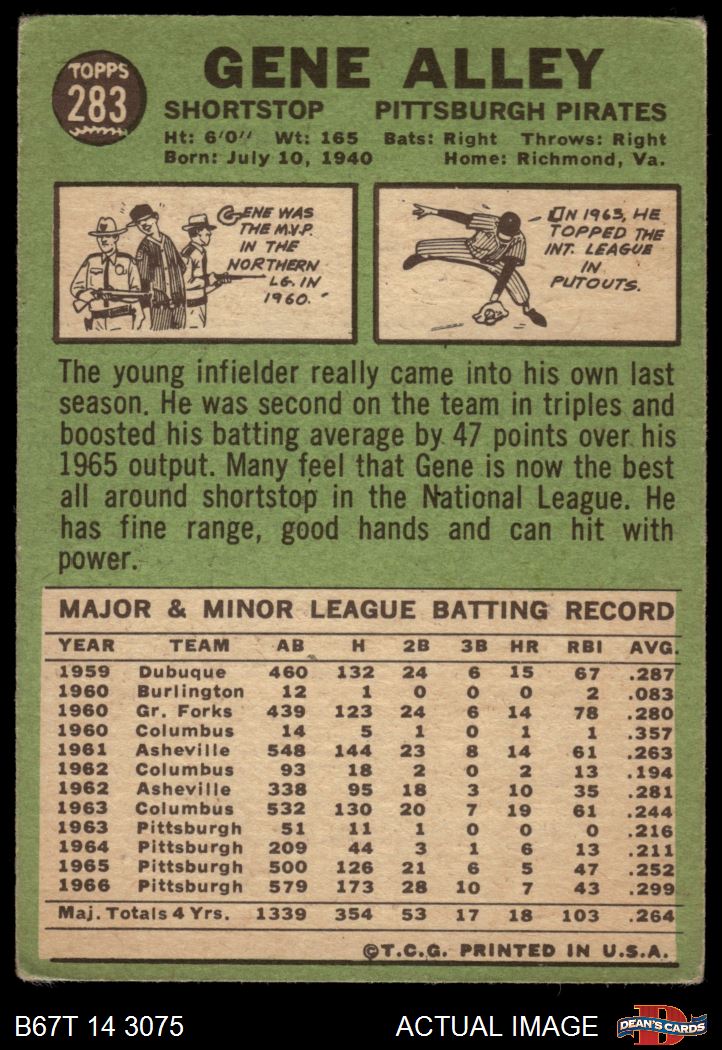 TOPPS
283
GENE ALLEY
SHORTSTOP PITTSBURGH PIRATES
Ht: 6'0" Wt: 165 Bats: Right Throws: Right
Born: July 10, 1940 Home: Richmond, Va.
GENE WAS
THE M.V.P.
IN THE
NORTHERN
LG. IN
1960.
IN 1963, HE
TOPPED THE
INT. LEAGUE
IN
PUTOUTS.
The young infielder really came into his own last
season. He was second on the team in triples and
boosted his batting average by 47 points over his
1965 output. Many feel that Gene is now the best
all around shortstop in the National League. He
has fine range, good hands and can hit with
power.
MAJOR & MINOR LEAGUE BATTING RECORD
YEAR TEAM AB H 2B 3B HR RBI AVG.
1959 Dubuque 460 132 24 6 15 67 .287
1960 Burlington 12 1 0 0 0 2 .083
1960 Gr. Forks 439 123 24 6 14 78 .280
1960 Columbus 14 5 1 0 1 1 .357
1961 Asheville 548 144 23 8 14 61 .263
1962 Columbus 93 18 2 0 2 13 .194
1962 Asheville 338 95 18 3 10 35 .281
1963 Columbus 532 130 20 7 19 61 .244
1963 Pittsburgh 51 11 1 0 0 0 .216
1964 Pittsburgh 209 44 3 1 6 13 .211
1965 Pittsburgh 500 126 21 6 5 47 .252
1966 Pittsburgh 579 173 28 10 7 43 .299
Maj. Totals 4 Yrs. 1339 354 53 17 18 103 .264
©T.C.G. PRINTED IN U.S.A.
B67T 14 3075 ACTUAL IMAGE
D
DEAN'S CARDS